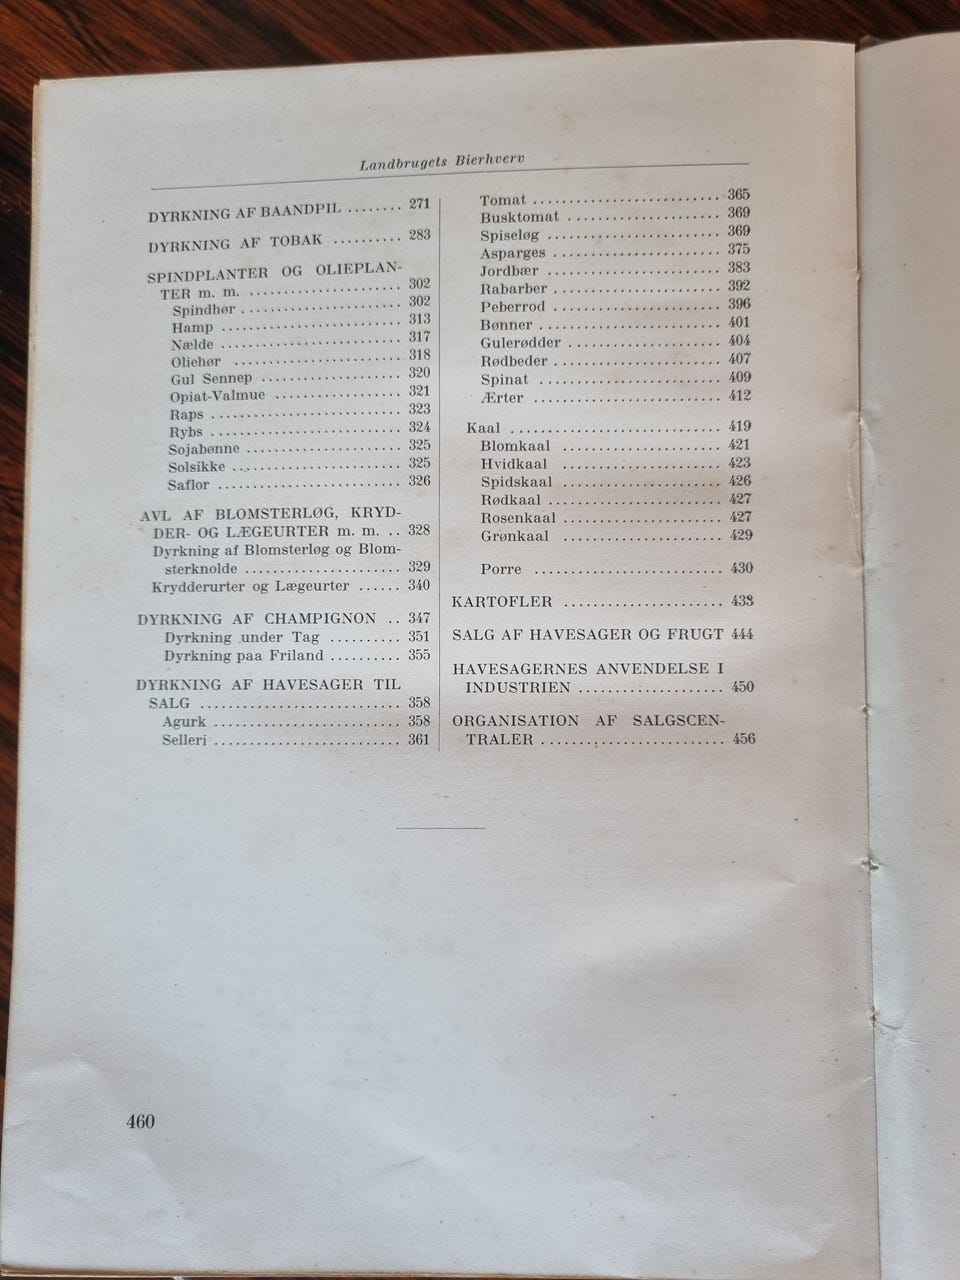 Landbrugets Bierhverv
DYRKNING AF BAANDPIL ........ 271
DYRKNING AF TOBAK .......... 283
SPINDPLANTER OG OLIEPLAN-
TER m. m. ...................... 302
Spindhør ....................... 302
Hamp .......................... 313
Nælde .......................... 317
Oliehør ........................ 318
Gul Sennep .................... 320
Opiat-Valmue .................. 321
Raps ........................... 323
Rybs ........................... 324
Sojabønne ...................... 325
Solsikke ........................ 325
Saflor .......................... 326
AVL AF BLOMSTERLØG, KRYD-
DER- OG LÆGEURTER m. m. .. 328
Dyrkning af Blomsterløg og Blom-
sterknolde ...................... 329
Krydderurter og Lægeurter ...... 340
DYRKNING AF CHAMPIGNON .. 347
Dyrkning under Tag .......... 351
Dyrkning paa Friland .......... 355
DYRKNING AF HAVESAGER TIL
SALG ............................ 358
Agurk .......................... 358
Selleri .......................... 361
Tomat .......................... 365
Busktomat ...................... 369
Spiseløg ........................ 369
Asparges ........................ 375
Jordbær ........................ 383
Rabarber ........................ 392
Peberrod ........................ 396
Bønner .......................... 401
Gulerødder ...................... 404
Rødbeder ........................ 407
Spinat .......................... 409
Ærter .......................... 412
Kaal .............................. 419
Blomkaal ...................... 421
Hvidkaal ...................... 423
Spidskaal ...................... 426
Rødkaal ........................ 427
Rosenkaal ...................... 427
Grønkaal ...................... 429
Porre .......................... 430
KARTOFLER ...................... 433
SALG AF HAVESAGER OG FRUGT 444
HAVESAGERNES ANVENDELSE I
INDUSTRIEN .................... 450
ORGANISATION AF SALGSCEN-
TRALER .......................... 456
460